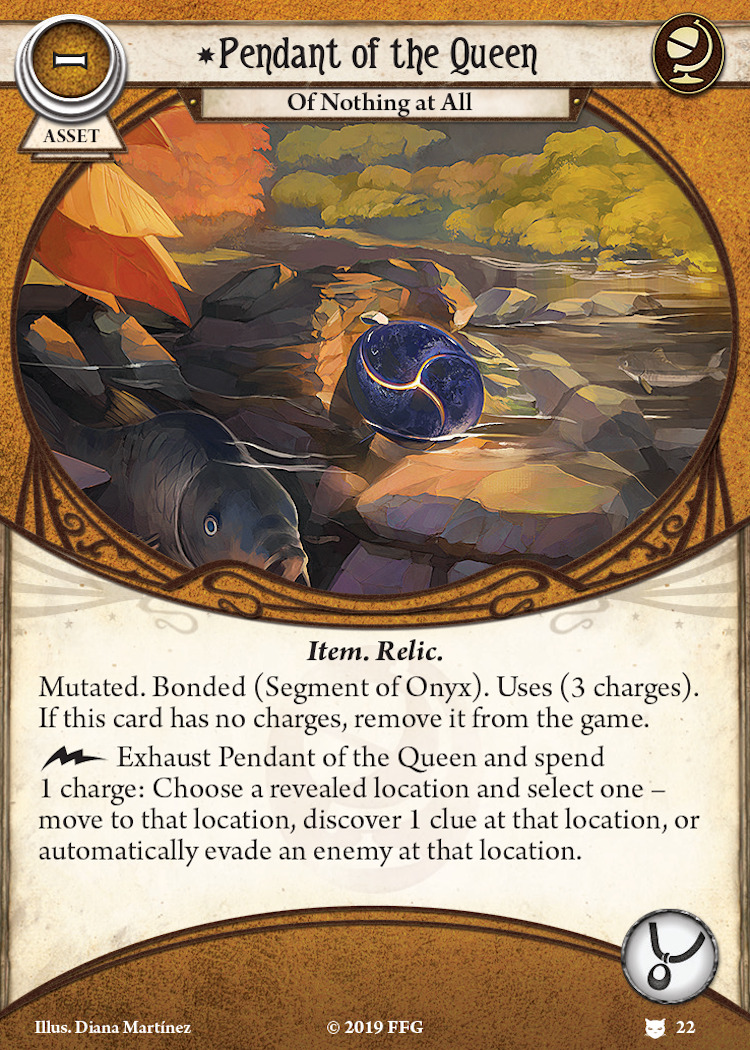 Pendant of the Queen
Of Nothing at All
ASSET
Item. Relic.
Mutated. Bonded (Segment of Onyx). Uses (3 charges).
If this card has no charges, remove it from the game.
Exhaust Pendant of the Queen and spend
1 charge: Choose a revealed location and select one –
move to that location, discover 1 clue at that location, or
automatically evade an enemy at that location.
Illus. Diana Martínez
© 2019 FFG
22